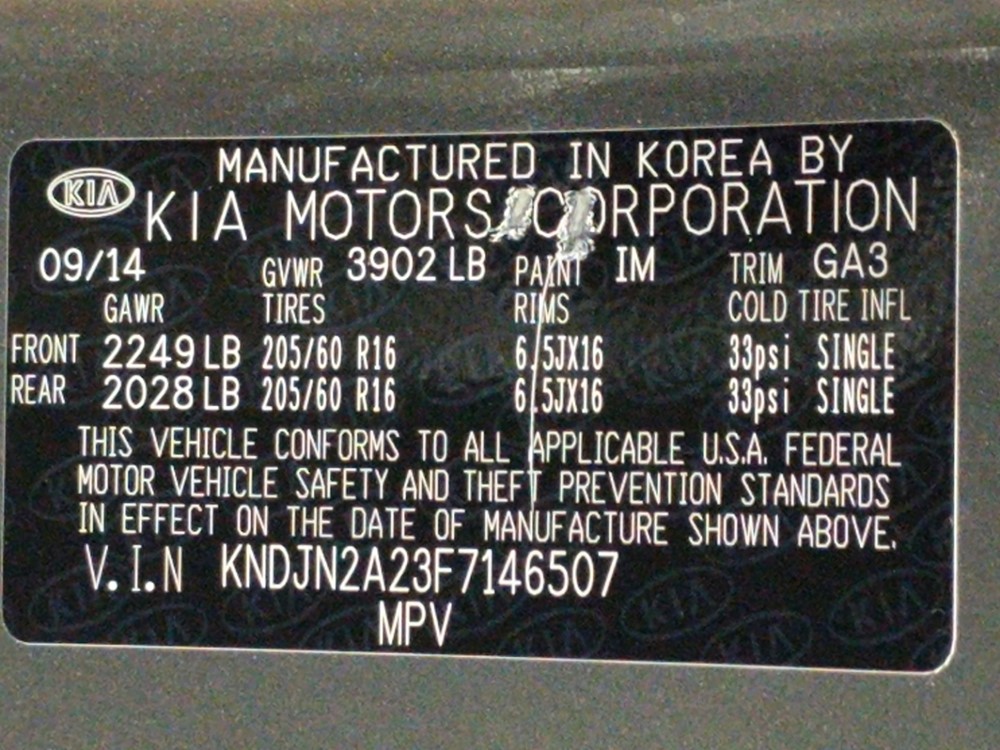 MANUFACTURED IN KOREA BY
KIA KIA MOTORS CORPORATION
09/14 GVWR 3902 LB PAINT IM TRIM GA3
GAWR TIRES RIMS COLD TIRE INFL
FRONT 2249 LB 205/60 R16 6.5JX16 33psi SINGLE
REAR 2028 LB 205/60 R16 6.5JX16 33psi SINGLE
THIS VEHICLE CONFORMS TO ALL APPLICABLE U.S.A. FEDERAL
MOTOR VEHICLE SAFETY AND THEFT PREVENTION STANDARDS
IN EFFECT ON THE DATE OF MANUFACTURE SHOWN ABOVE.
V.I.N KNDJN2A23F7146507
MPV